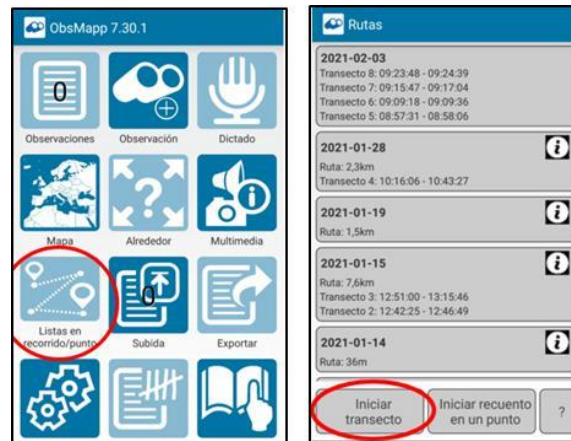 ObsMapp 7.30.1
0
Observaciones
Observación
Dictado
Mapa
Alrededor
Multimedia
Listas en
recorrido/punto
0
Subida
Exportar
Rutas
2021-02-03
Transecto 8: 09:23:48 - 09:24:39
Transecto 7: 09:15:47 - 09:17:04
Transecto 6: 09:09:18 - 09:09:36
Transecto 5: 08:57:31 - 08:58:06
2021-01-28
i
Ruta: 2,3km
Transecto 4: 10:16:06 - 10:43:27
2021-01-19
i
Ruta: 1,5km
2021-01-15
i
Ruta: 7,6km
Transecto 3: 12:51:00 - 13:15:46
Transecto 2: 12:42:25 - 12:46:49
2021-01-14
i
Ruta: 36m
Iniciar
transecto
Iniciar recuento
en un punto
?